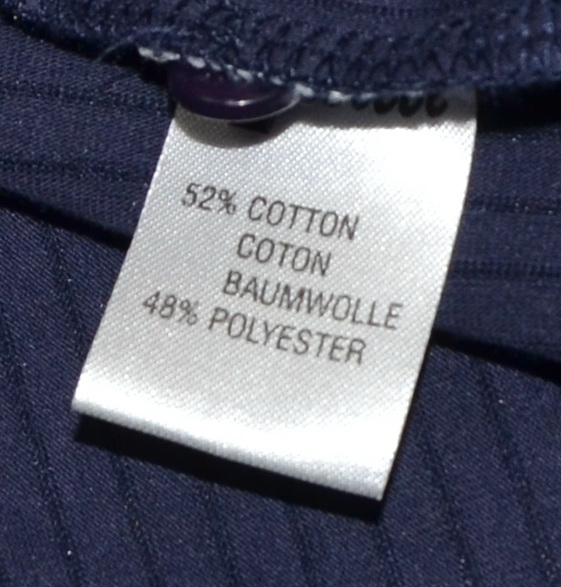 52% COTTON
COTON
BAUMWOLLE
48% POLYESTER